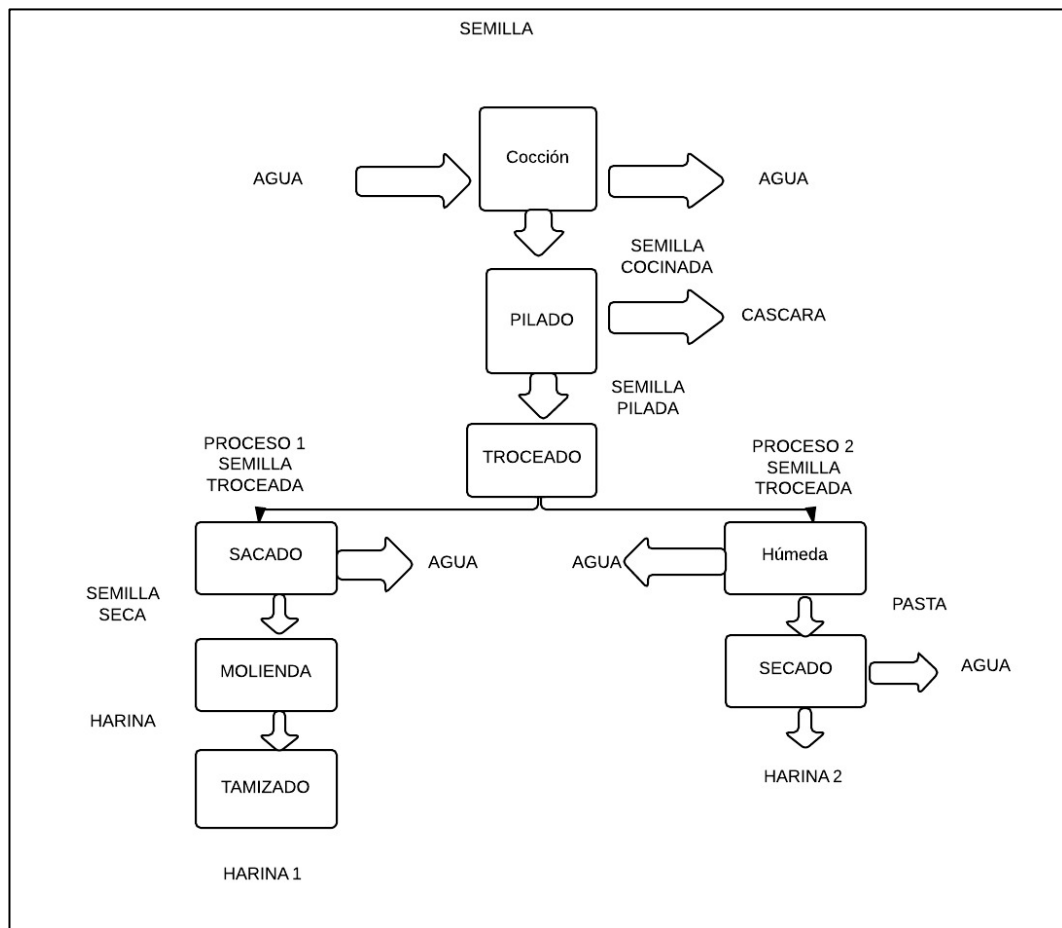 SEMILLA
Cocción
AGUA
AGUA
SEMILLA
COCINADA
PILADO
CASCARA
SEMILLA
PILADA
TROCEADO
PROCESO 1
SEMILLA
TROCEADA
PROCESO 2
SEMILLA
TROCEADA
SACADO
AGUA
AGUA
Húmeda
SEMILLA
SECA
PASTA
MOLIENDA
SECADO
AGUA
HARINA
TAMIZADO
HARINA 2
HARINA 1